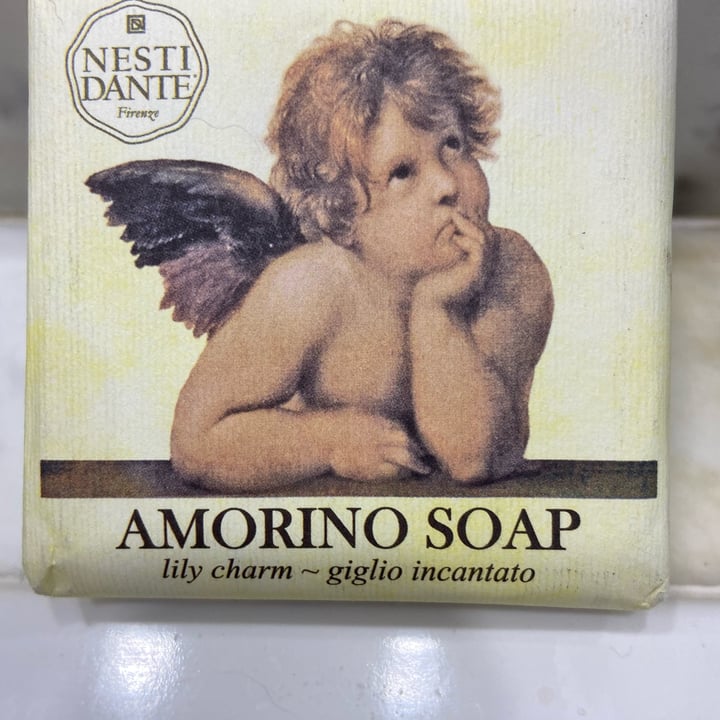 NESTI
DANTE
Firenze
AMORINO SOAP
lily charm ~ giglio incantato